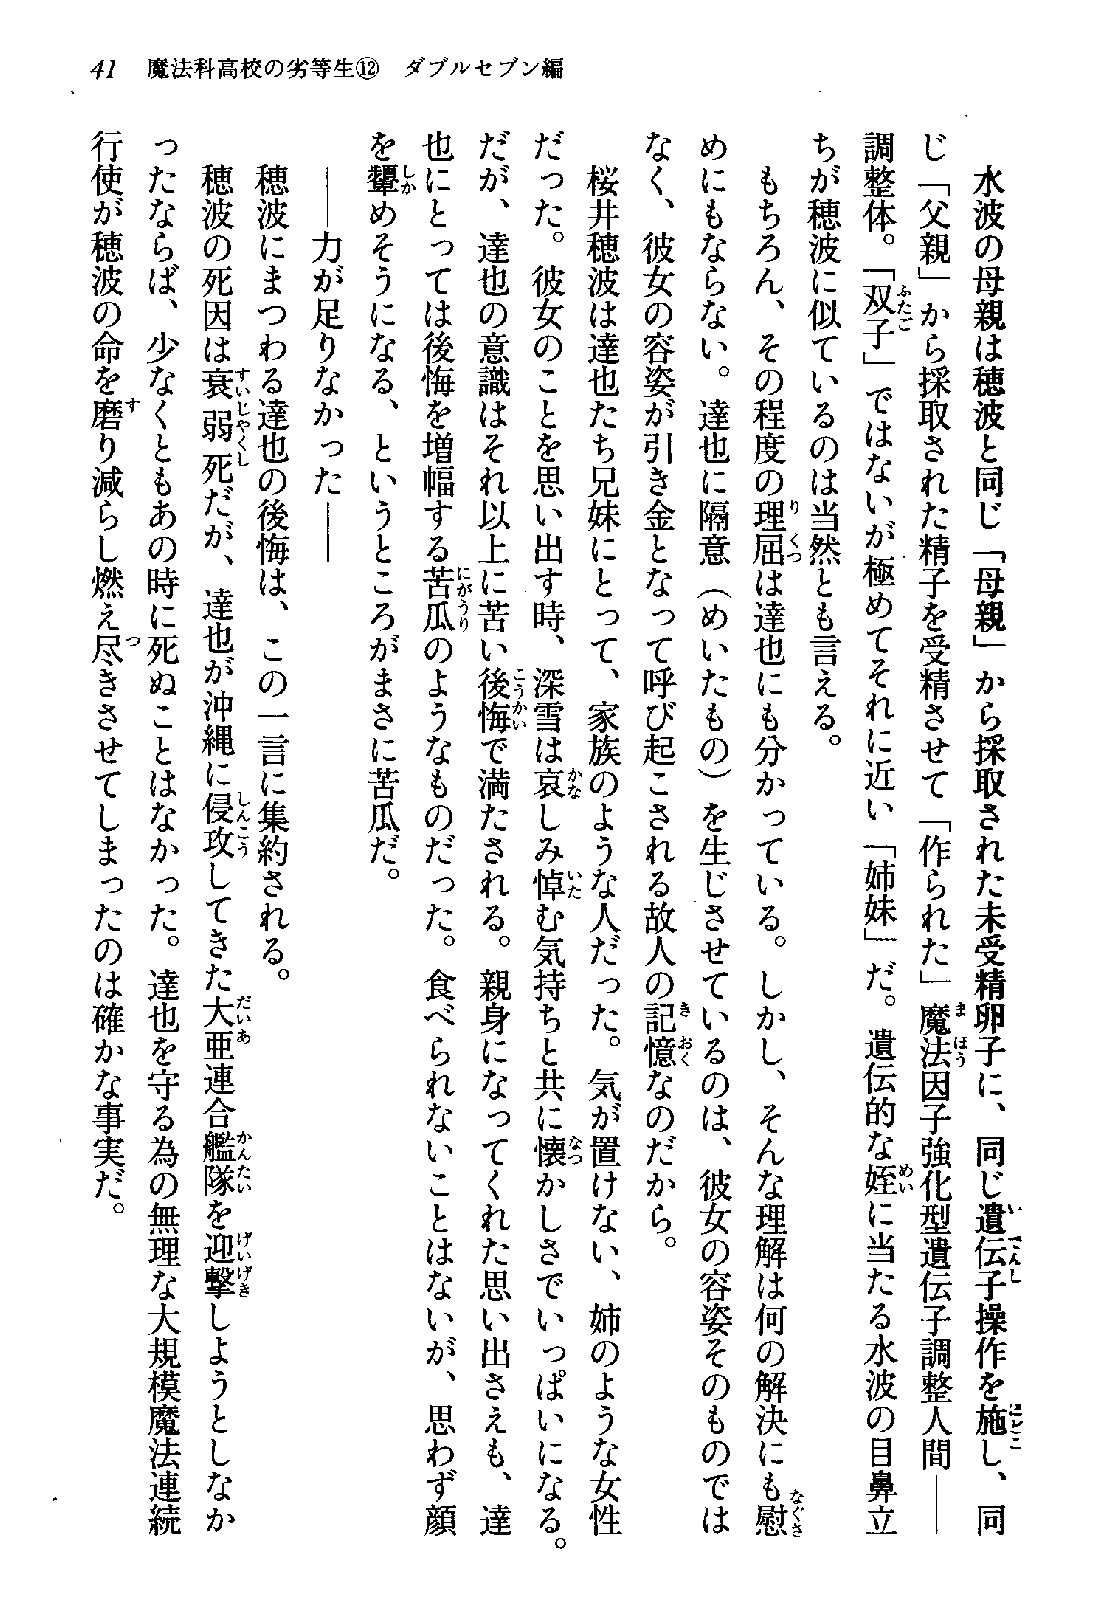 41　魔法科高校の劣等生⑫　ダブルセブン編
　水波の母親は穂波と同じ「母親」から採取された未受精卵子に、同じ遺伝子操作を施し、同
じ「父親」から採取された精子を受精させて「作られた」魔法因子強化型遺伝子調整人間――
調整体。「双子」ではないが極めてそれに近い「姉妹」だ。遺伝的な姪に当たる水波の目鼻立
ちが穂波に似ているのは当然とも言える。
　もちろん、その程度の理屈は達也にも分かっている。しかし、そんな理解は何の解決にも慰
めにもならない。達也に隔意（めいたもの）を生じさせているのは、彼女の容姿そのものでは
なく、彼女の容姿が引き金となって呼び起こされる故人の記憶なのだから。
　桜井穂波は達也たち兄妹にとって、家族のような人だった。気が置けない、姉のような女性
だった。彼女のことを思い出す時、深雪は哀しみ悼む気持ちと共に懐かしさでいっぱいになる。
だが、達也の意識はそれ以上に苦い後悔で満たされる。親身になってくれた思い出さえも、達
也にとっては後悔を増幅する苦瓜のようなものだった。食べられないことはないが、思わず顔
を顰めそうになる、というところがまさに苦瓜だ。
　――力が足りなかった――
　穂波にまつわる達也の後悔は、この一言に集約される。
　穂波の死因は衰弱死だが、達也が沖縄に侵攻してきた大亜連合艦隊を迎撃しようとしなか
ったならば、少なくともあの時に死ぬことはなかった。達也を守る為の無理な大規模魔法連続
行使が穂波の命を磨り減らし燃え尽きさせてしまったのは確かな事実だ。